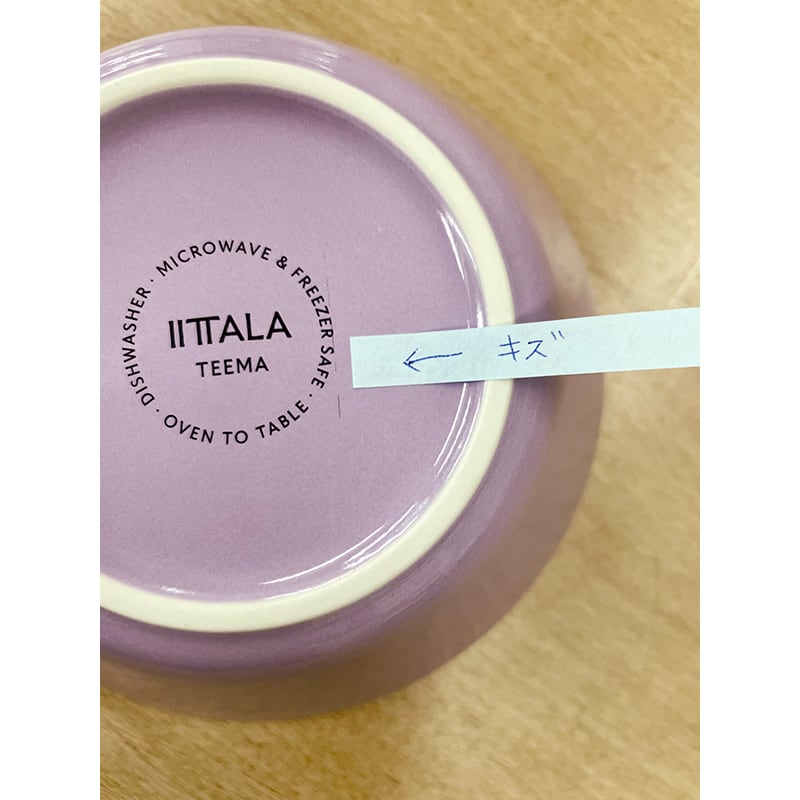 DISHWASHER · MICROWAVE & FREEZER SAFE · OVEN TO TABLE ·
IITTALA
TEEMA
← キズ